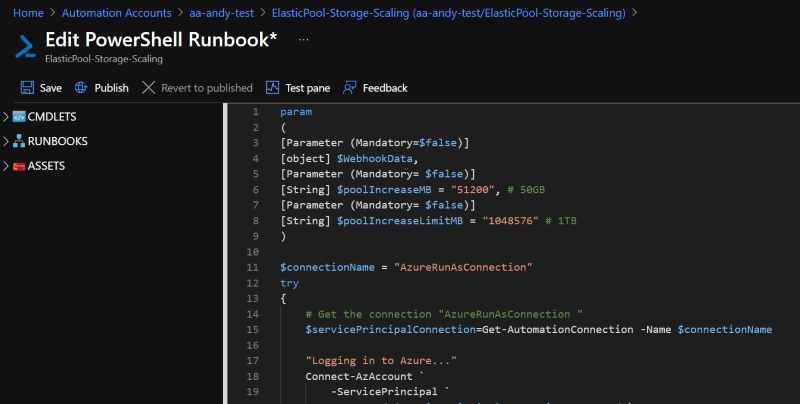 Home > Automation Accounts > aa-andy-test > ElasticPool-Storage-Scaling (aa-andy-test/ElasticPool-Storage-Scaling) >
Edit PowerShell Runbook* ...
ElasticPool-Storage-Scaling
Save Publish Revert to published Test pane Feedback
> CMDLETS
> RUNBOOKS
> ASSETS
1 param
2 (
3 [Parameter (Mandatory=$false)]
4 [object] $WebhookData,
5 [Parameter (Mandatory= $false)]
6 [String] $poolIncreaseMB = "51200", # 50GB
7 [Parameter (Mandatory= $false)]
8 [String] $poolIncreaseLimitMB = "1048576" # 1TB
9 )
10
11 $connectionName = "AzureRunAsConnection"
12 try
13 {
14 # Get the connection "AzureRunAsConnection "
15 $servicePrincipalConnection=Get-AutomationConnection -Name $connectionName
16
17 "Logging in to Azure..."
18 Connect-AzAccount `
19 -ServicePrincipal `